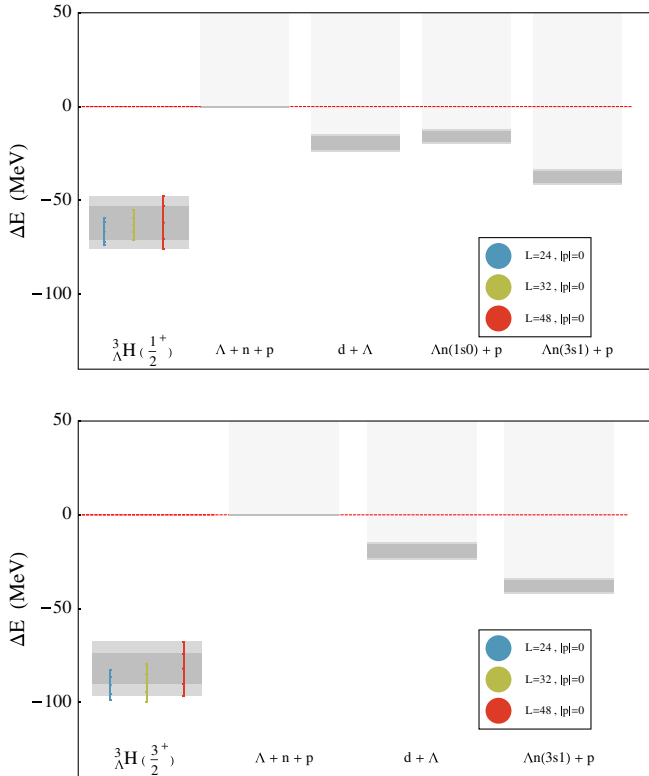 50
0
−50
−100
ΔE (MeV)
L=24 , |p|=0
L=32 , |p|=0
L=48 , |p|=0
³ΛH(1/2⁺) Λ + n + p d + Λ Λn(1s0) + p Λn(3s1) + p
50
0
−50
−100
ΔE (MeV)
L=24 , |p|=0
L=32 , |p|=0
L=48 , |p|=0
³ΛH(3/2⁺) Λ + n + p d + Λ Λn(3s1) + p